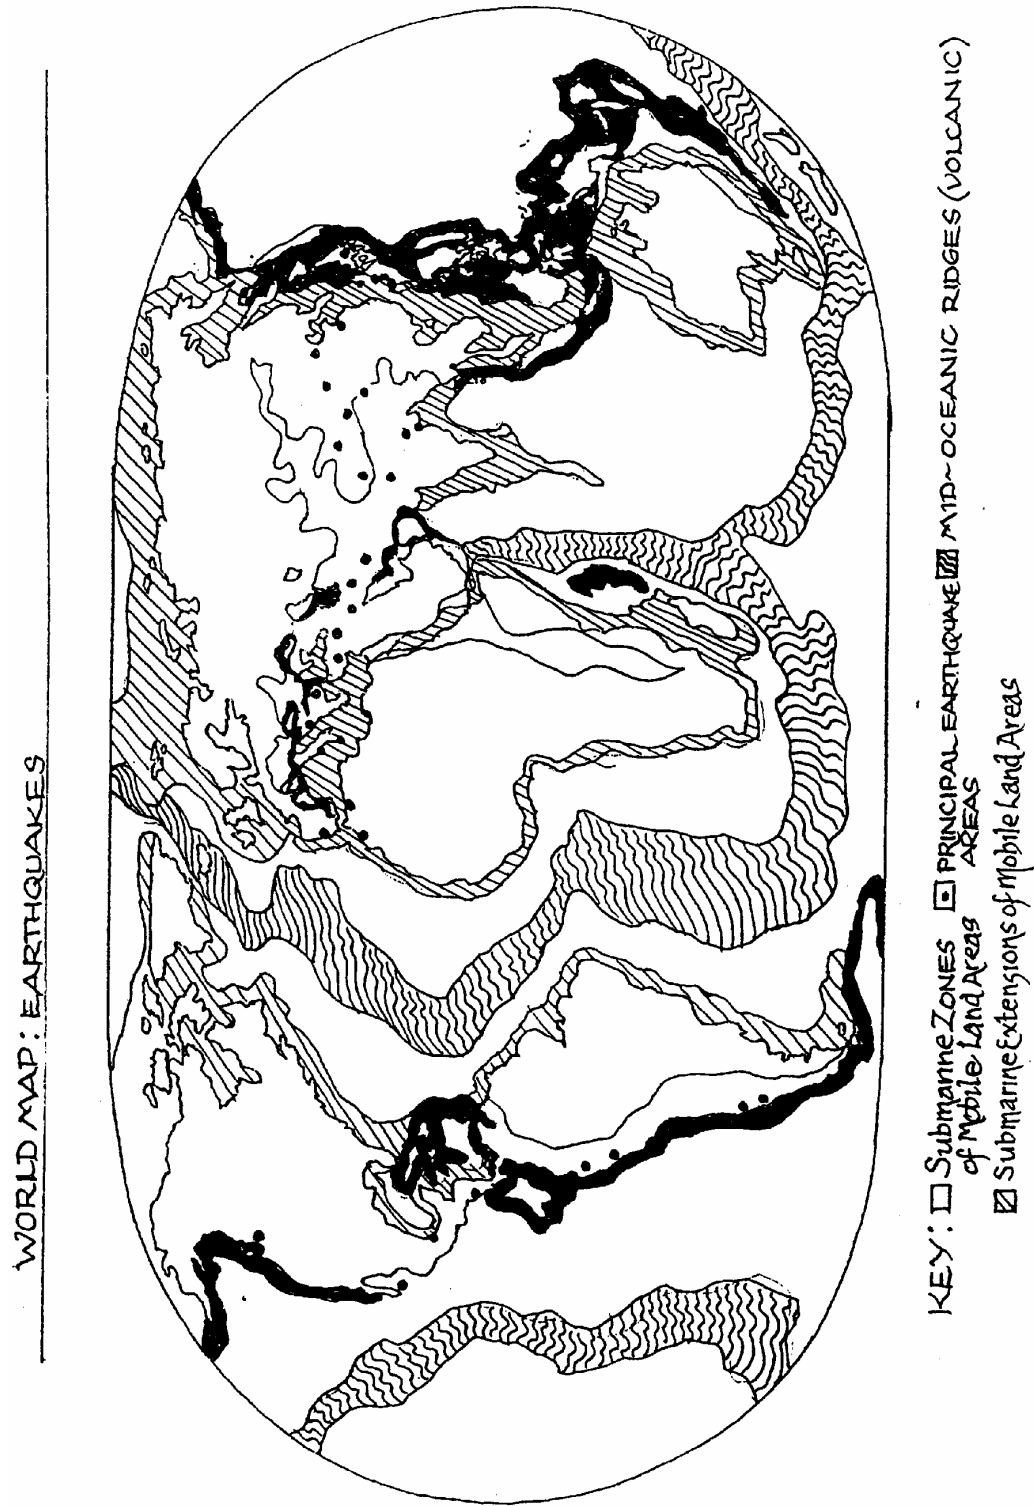 WORLD MAP: EARTHQUAKES
KEY: Submarine ZONES PRINCIPAL EARTHQUAKE MID-OCEANIC RIDGES (VOLCANIC)
of Mobile Land Areas AREAS
Submarine Extensions of Mobile Land Areas